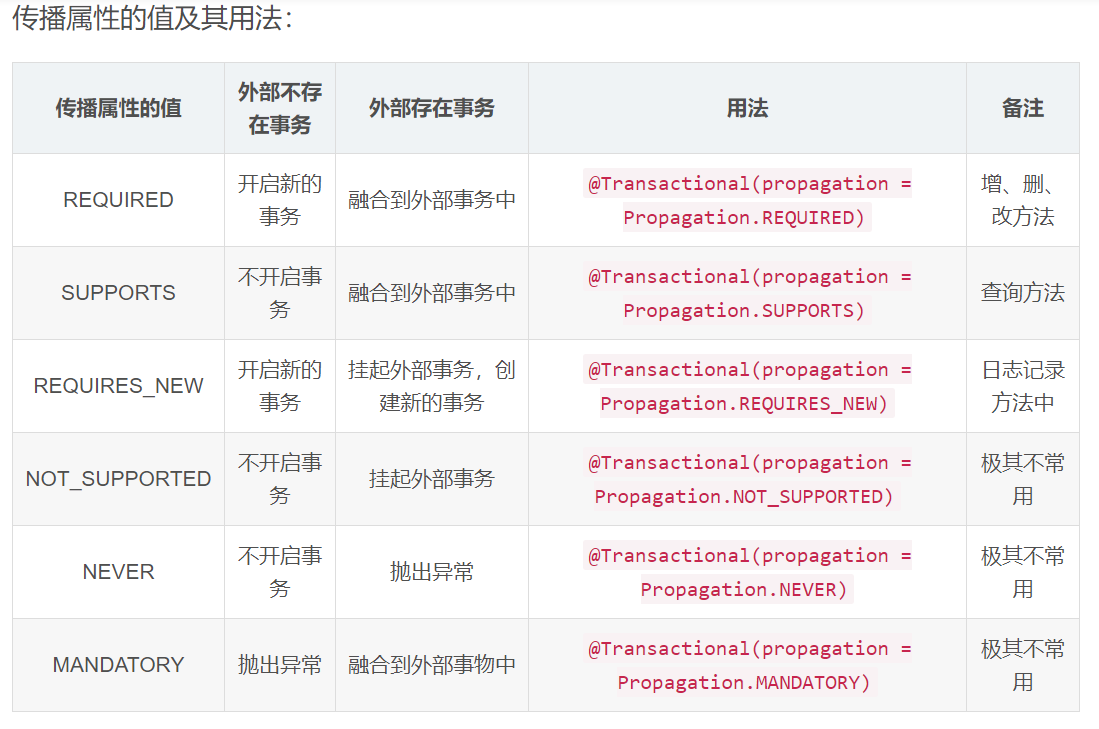 传播属性的值及其用法：
传播属性的值
外部不存
在事务
外部存在事务
用法
备注
REQUIRED
开启新的
事务
融合到外部事务中
@Transactional(propagation =
Propagation.REQUIRED)
增、删、
改方法
SUPPORTS
不开启事
务
融合到外部事务中
@Transactional(propagation =
Propagation.SUPPORTS)
查询方法
REQUIRES_NEW
开启新的
事务
挂起外部事务，创
建新的事务
@Transactional(propagation =
Propagation.REQUIRES_NEW)
日志记录
方法中
NOT_SUPPORTED
不开启事
务
挂起外部事务
@Transactional(propagation =
Propagation.NOT_SUPPORTED)
极其不常
用
NEVER
不开启事
务
抛出异常
@Transactional(propagation =
Propagation.NEVER)
极其不常
用
MANDATORY
抛出异常
融合到外部事物中
@Transactional(propagation =
Propagation.MANDATORY)
极其不常
用